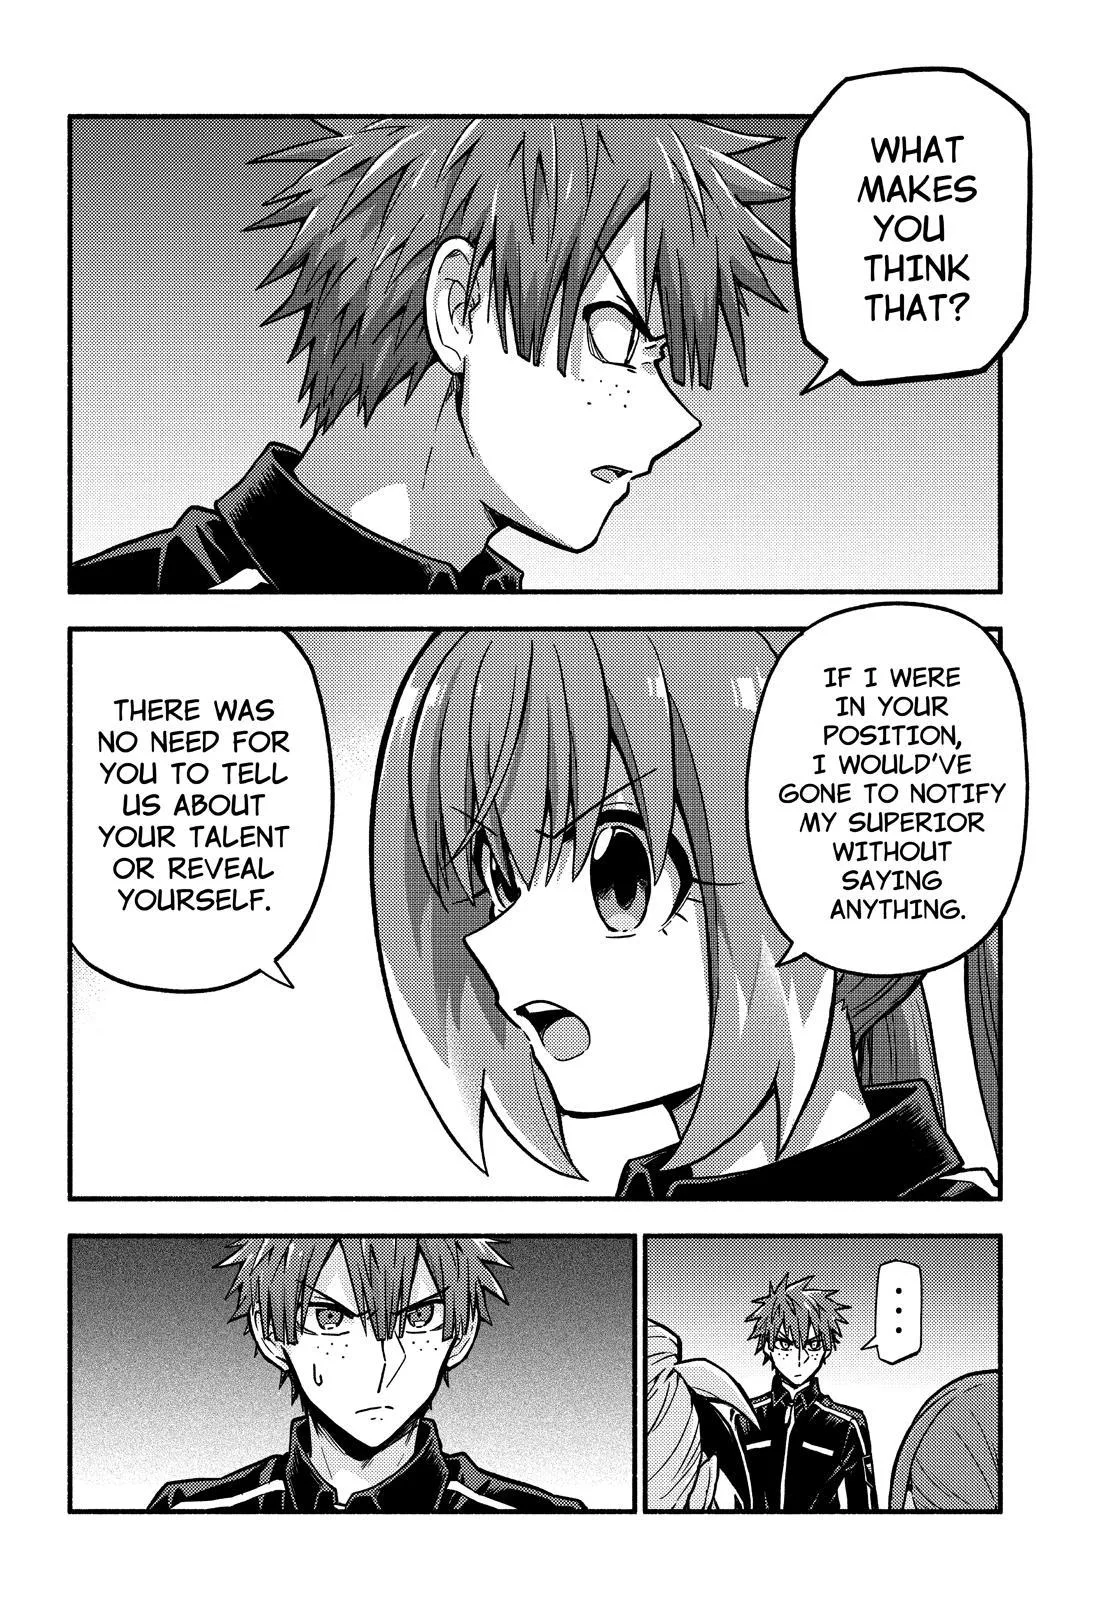 WHAT
MAKES
YOU
THINK
THAT?
IF I WERE
IN YOUR
POSITION,
I WOULD'VE
GONE TO NOTIFY
MY SUPERIOR
WITHOUT
SAYING
ANYTHING.
THERE WAS
NO NEED FOR
YOU TO TELL
US ABOUT
YOUR TALENT
OR REVEAL
YOURSELF.
...